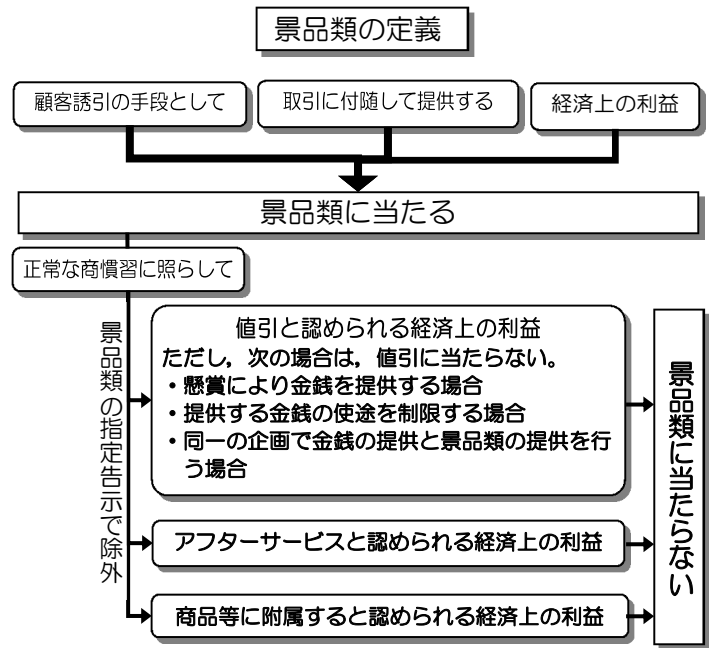 景品類の定義
顧客誘引の手段として
取引に付随して提供する
経済上の利益
景品類に当たる
正常な商慣習に照らして
景品類の指定告示で除外
値引と認められる経済上の利益
ただし，次の場合は，値引に当たらない。
・懸賞により金銭を提供する場合
・提供する金銭の使途を制限する場合
・同一の企画で金銭の提供と景品類の提供を行
う場合
アフターサービスと認められる経済上の利益
商品等に附属すると認められる経済上の利益
景品類に当たらない